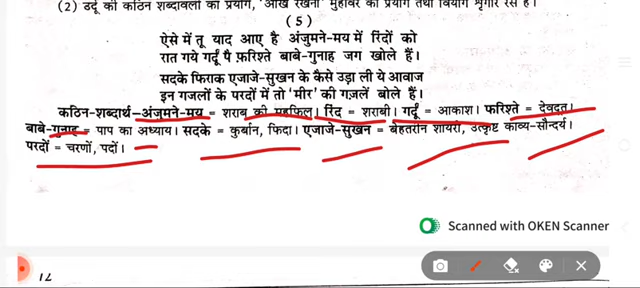 (2) उर्दू की कठिन शब्दावली का प्रयोग, 'आँखें रखना' मुहावरे का प्रयोग तथा वियोग शृंगार रस है।
(5)
ऐसे में तू याद आए है अंजुमने-मय में रिंदों को
रात गये गर्दूं पै फ़रिश्ते बाबे-गुनाह जग खोले हैं।
सदके फिराक एजाजे-सुखन के कैसे उड़ा ली ये आवाज
इन गजलों के परदों में तो 'मीर' की गज़लें बोले हैं।
कठिन-शब्दार्थ–अंजुमने-मय = शराब की महफिल। रिंद = शराबी। गर्दूं = आकाश। फरिश्ते = देवदूत।
बाबे-गुनाह = पाप का अध्याय। सदके = कुर्बान, फिदा। एजाजे-सुखन = बेहतरीन शायरी, उत्कृष्ट काव्य-सौन्दर्य।
परदों = चरणों, पदों।
Scanned with OKEN Scanner